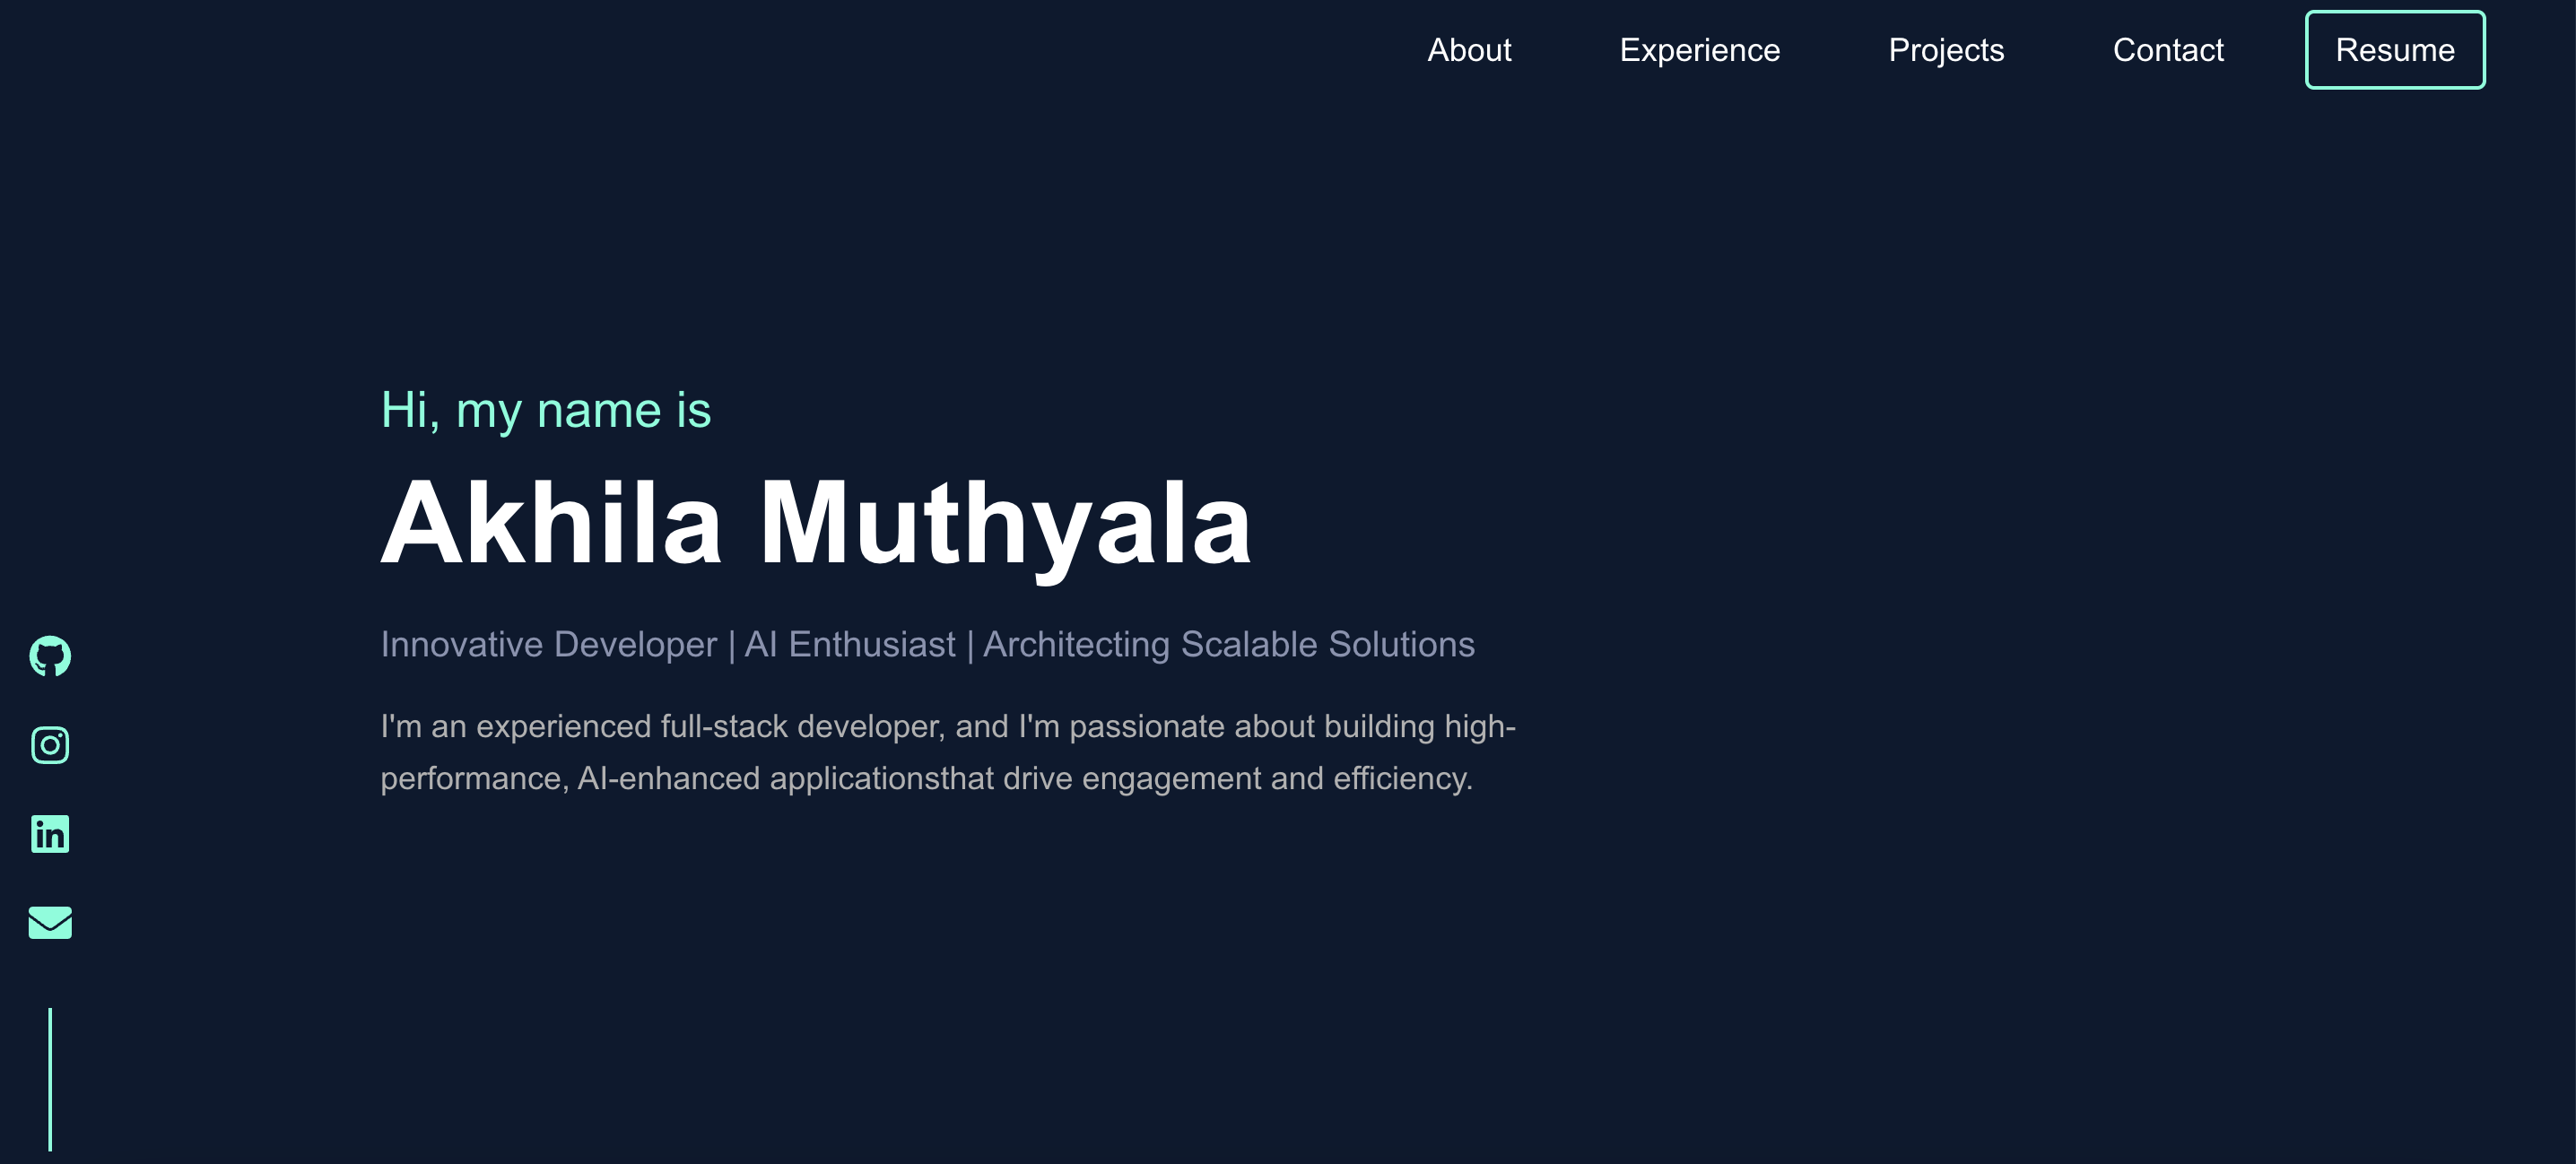 About
Experience
Projects
Contact
Resume
Hi, my name is
Akhila Muthyala
Innovative Developer | AI Enthusiast | Architecting Scalable Solutions
I'm an experienced full-stack developer, and I'm passionate about building high-
performance, AI-enhanced applicationsthat drive engagement and efficiency.
in